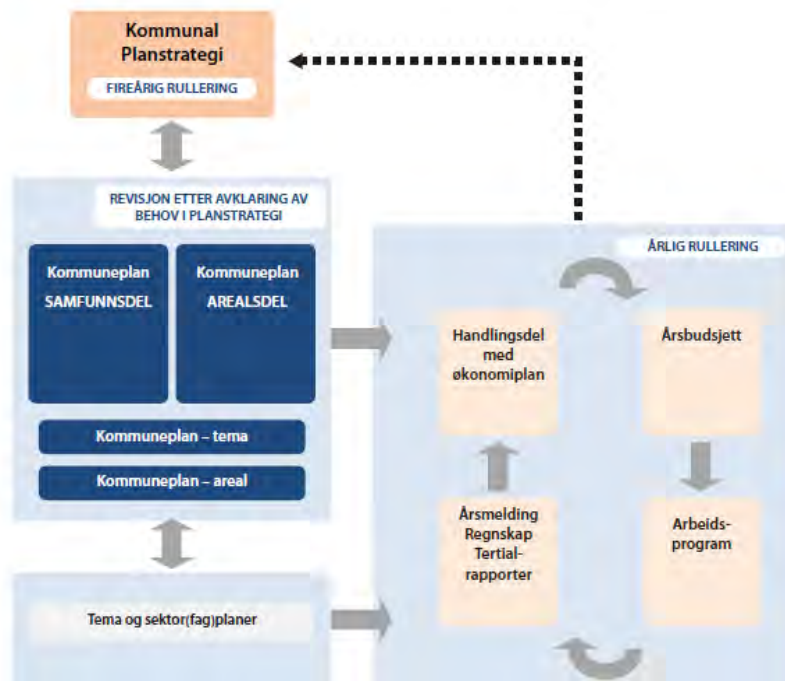 Kommunal
Planstrategi
FIREÅRIG RULLERING
REVISJON ETTER AVKLARING AV
BEHOV I PLANSTRATEGI
Kommuneplan
SAMFUNNSDEL
Kommuneplan
AREALSDEL
Kommuneplan – tema
Kommuneplan – areal
Tema og sektor(fag)planer
ÅRLIG RULLERING
Handlingsdel
med
økonomiplan
Årsbudsjett
Årsmelding
Regnskap
Tertial-
rapporter
Arbeids-
program